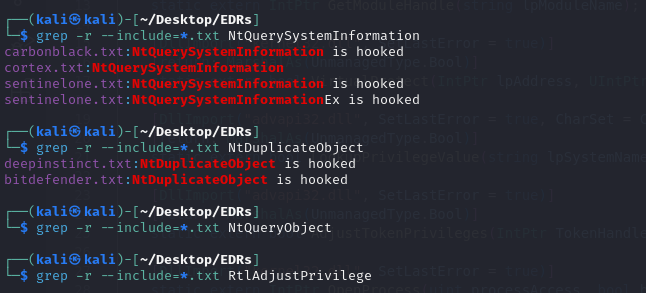 ┌──(kali㉿kali)-[~/Desktop/EDRs]
└─$ grep -r --include=*.txt NtQuerySystemInformation
carbonblack.txt:NtQuerySystemInformation is hooked
cortex.txt:NtQuerySystemInformation
sentinelone.txt:NtQuerySystemInformation is hooked
sentinelone.txt:NtQuerySystemInformationEx is hooked
┌──(kali㉿kali)-[~/Desktop/EDRs]
└─$ grep -r --include=*.txt NtDuplicateObject
deepinstinct.txt:NtDuplicateObject is hooked
bitdefender.txt:NtDuplicateObject is hooked
┌──(kali㉿kali)-[~/Desktop/EDRs]
└─$ grep -r --include=*.txt NtQueryObject
┌──(kali㉿kali)-[~/Desktop/EDRs]
└─$ grep -r --include=*.txt RtlAdjustPrivilege